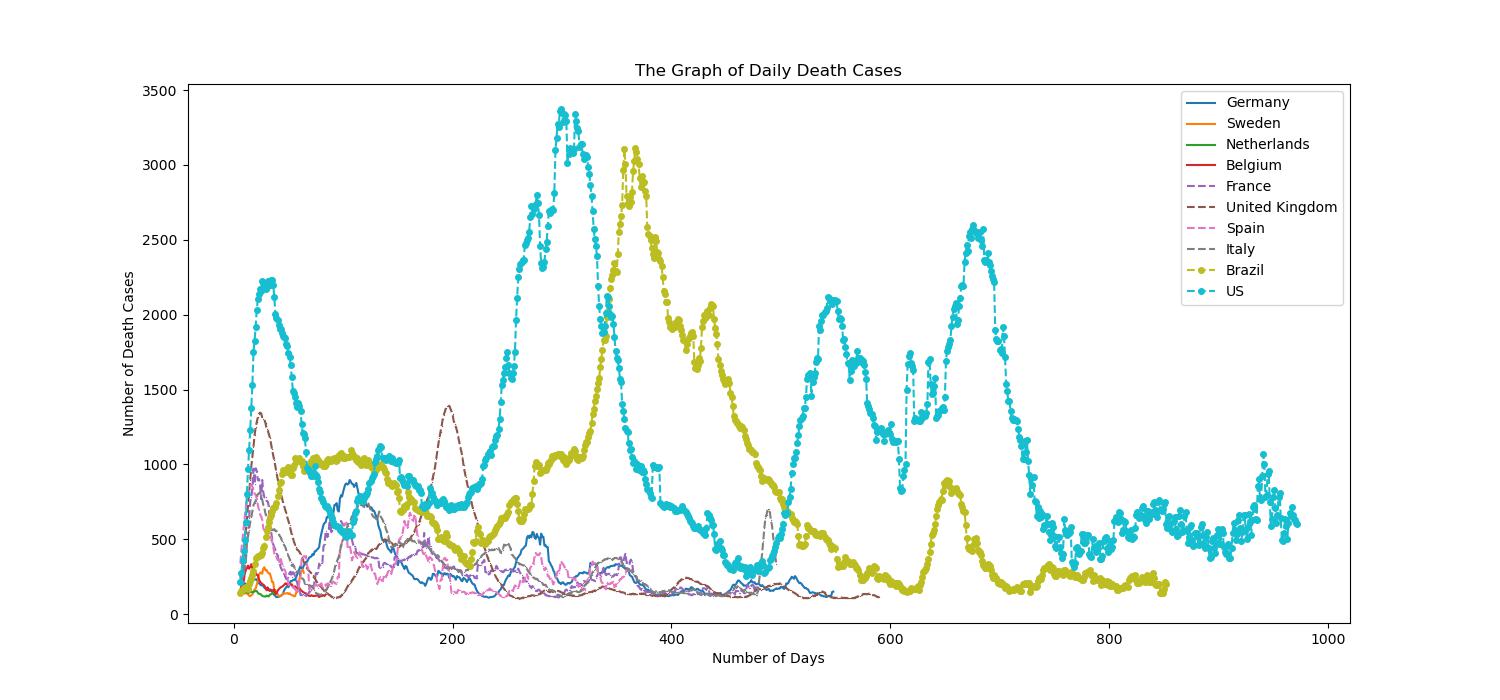 The Graph of Daily Death Cases
3500
3000
2500
2000
1500
1000
500
0
Number of Death Cases
Germany
Sweden
Netherlands
Belgium
France
United Kingdom
Spain
Italy
Brazil
US
0 200 400 600 800 1000
Number of Days